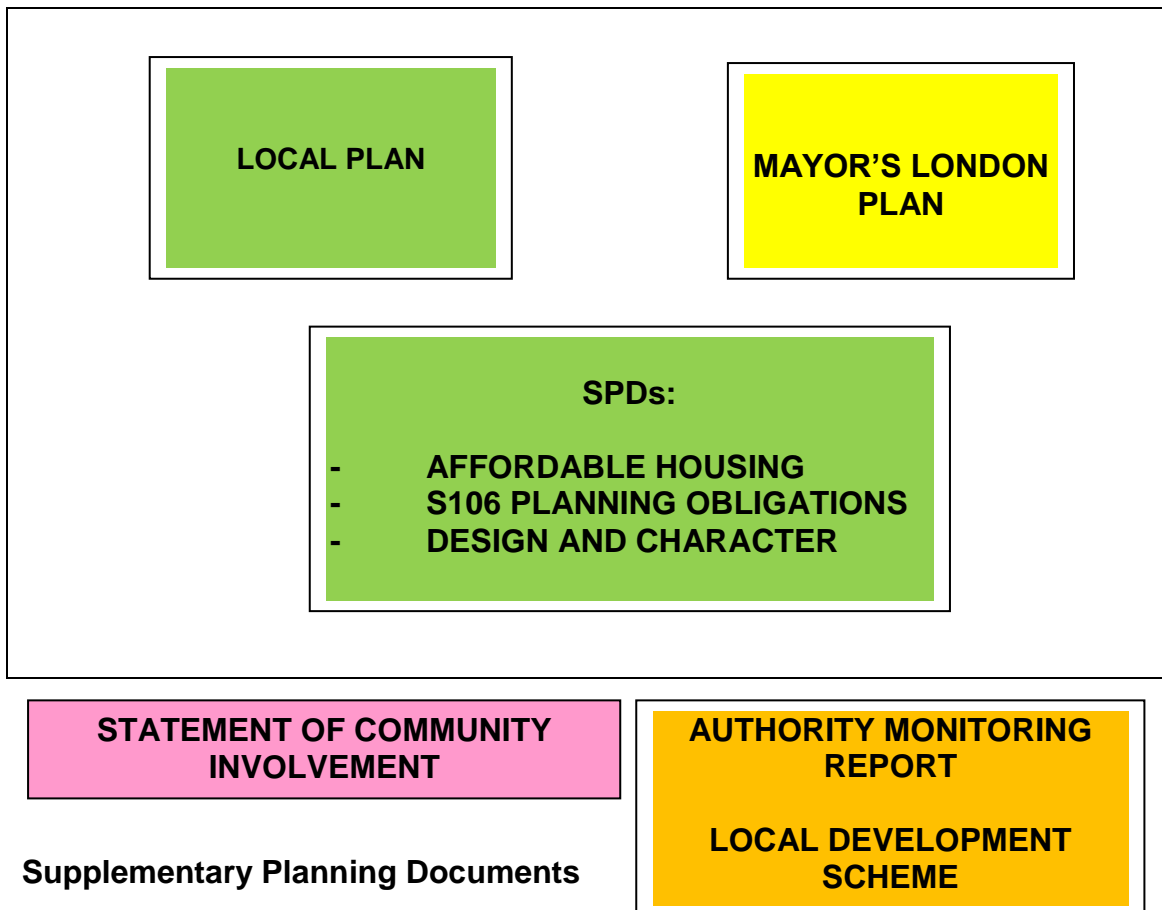 LOCAL PLAN
MAYOR'S LONDON
PLAN
SPDs:
- AFFORDABLE HOUSING
- S106 PLANNING OBLIGATIONS
- DESIGN AND CHARACTER
STATEMENT OF COMMUNITY
INVOLVEMENT
AUTHORITY MONITORING
REPORT
LOCAL DEVELOPMENT
SCHEME
Supplementary Planning Documents